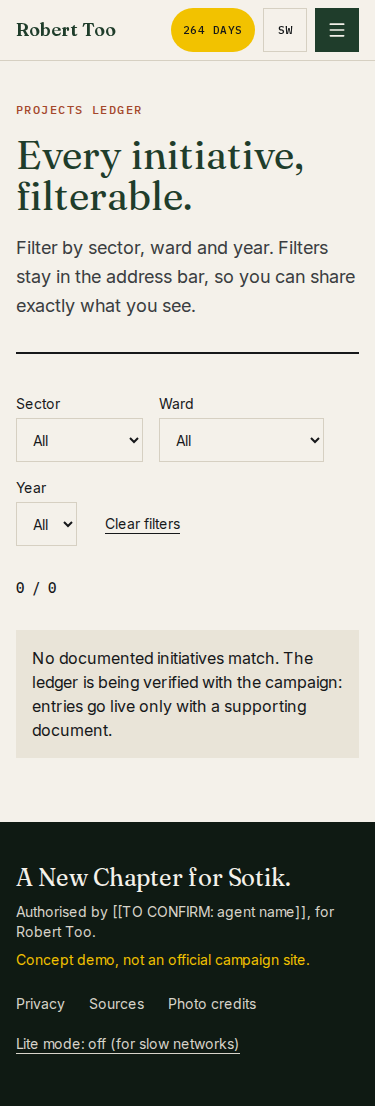 Robert Too
264 DAYS
SW
PROJECTS LEDGER
Every initiative,
filterable.
Filter by sector, ward and year. Filters
stay in the address bar, so you can share
exactly what you see.
Sector
Ward
All
All
Year
All
Clear filters
0 / 0
No documented initiatives match. The
ledger is being verified with the campaign:
entries go live only with a supporting
document.
A New Chapter for Sotik.
Authorised by [[TO CONFIRM: agent name]], for
Robert Too.
Concept demo, not an official campaign site.
Privacy
Sources
Photo credits
Lite mode: off (for slow networks)